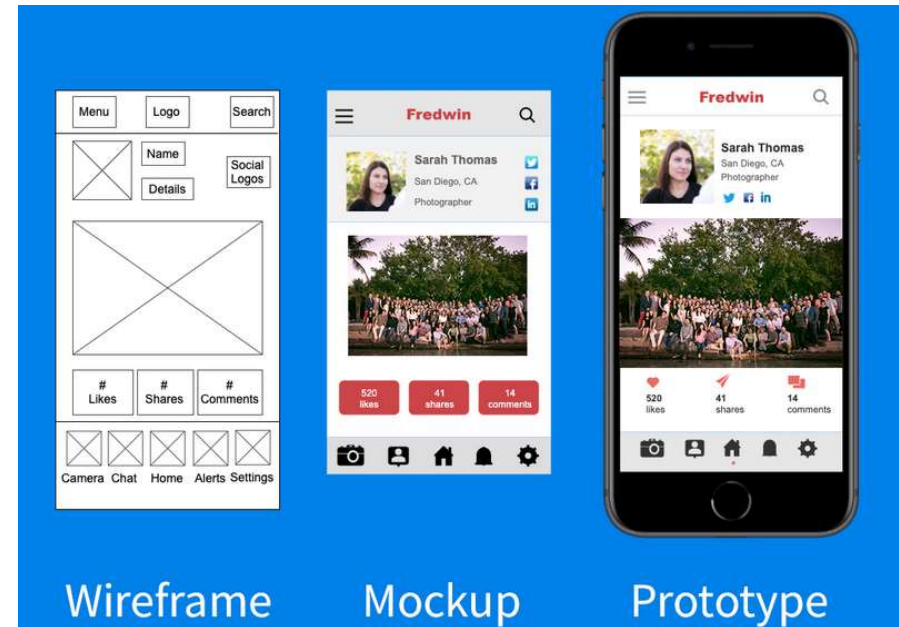 Menu
Logo
Search
Name
Details
Social
Logos
#
Likes
#
Shares
#
Comments
Camera
Chat
Home
Alerts
Settings
Fredwin
Sarah Thomas
San Diego, CA
Photographer
in
520
likes
41
shares
14
comments
Fredwin
Sarah Thomas
San Diego, CA
Photographer
in
520
likes
41
shares
14
comments
Wireframe
Mockup
Prototype